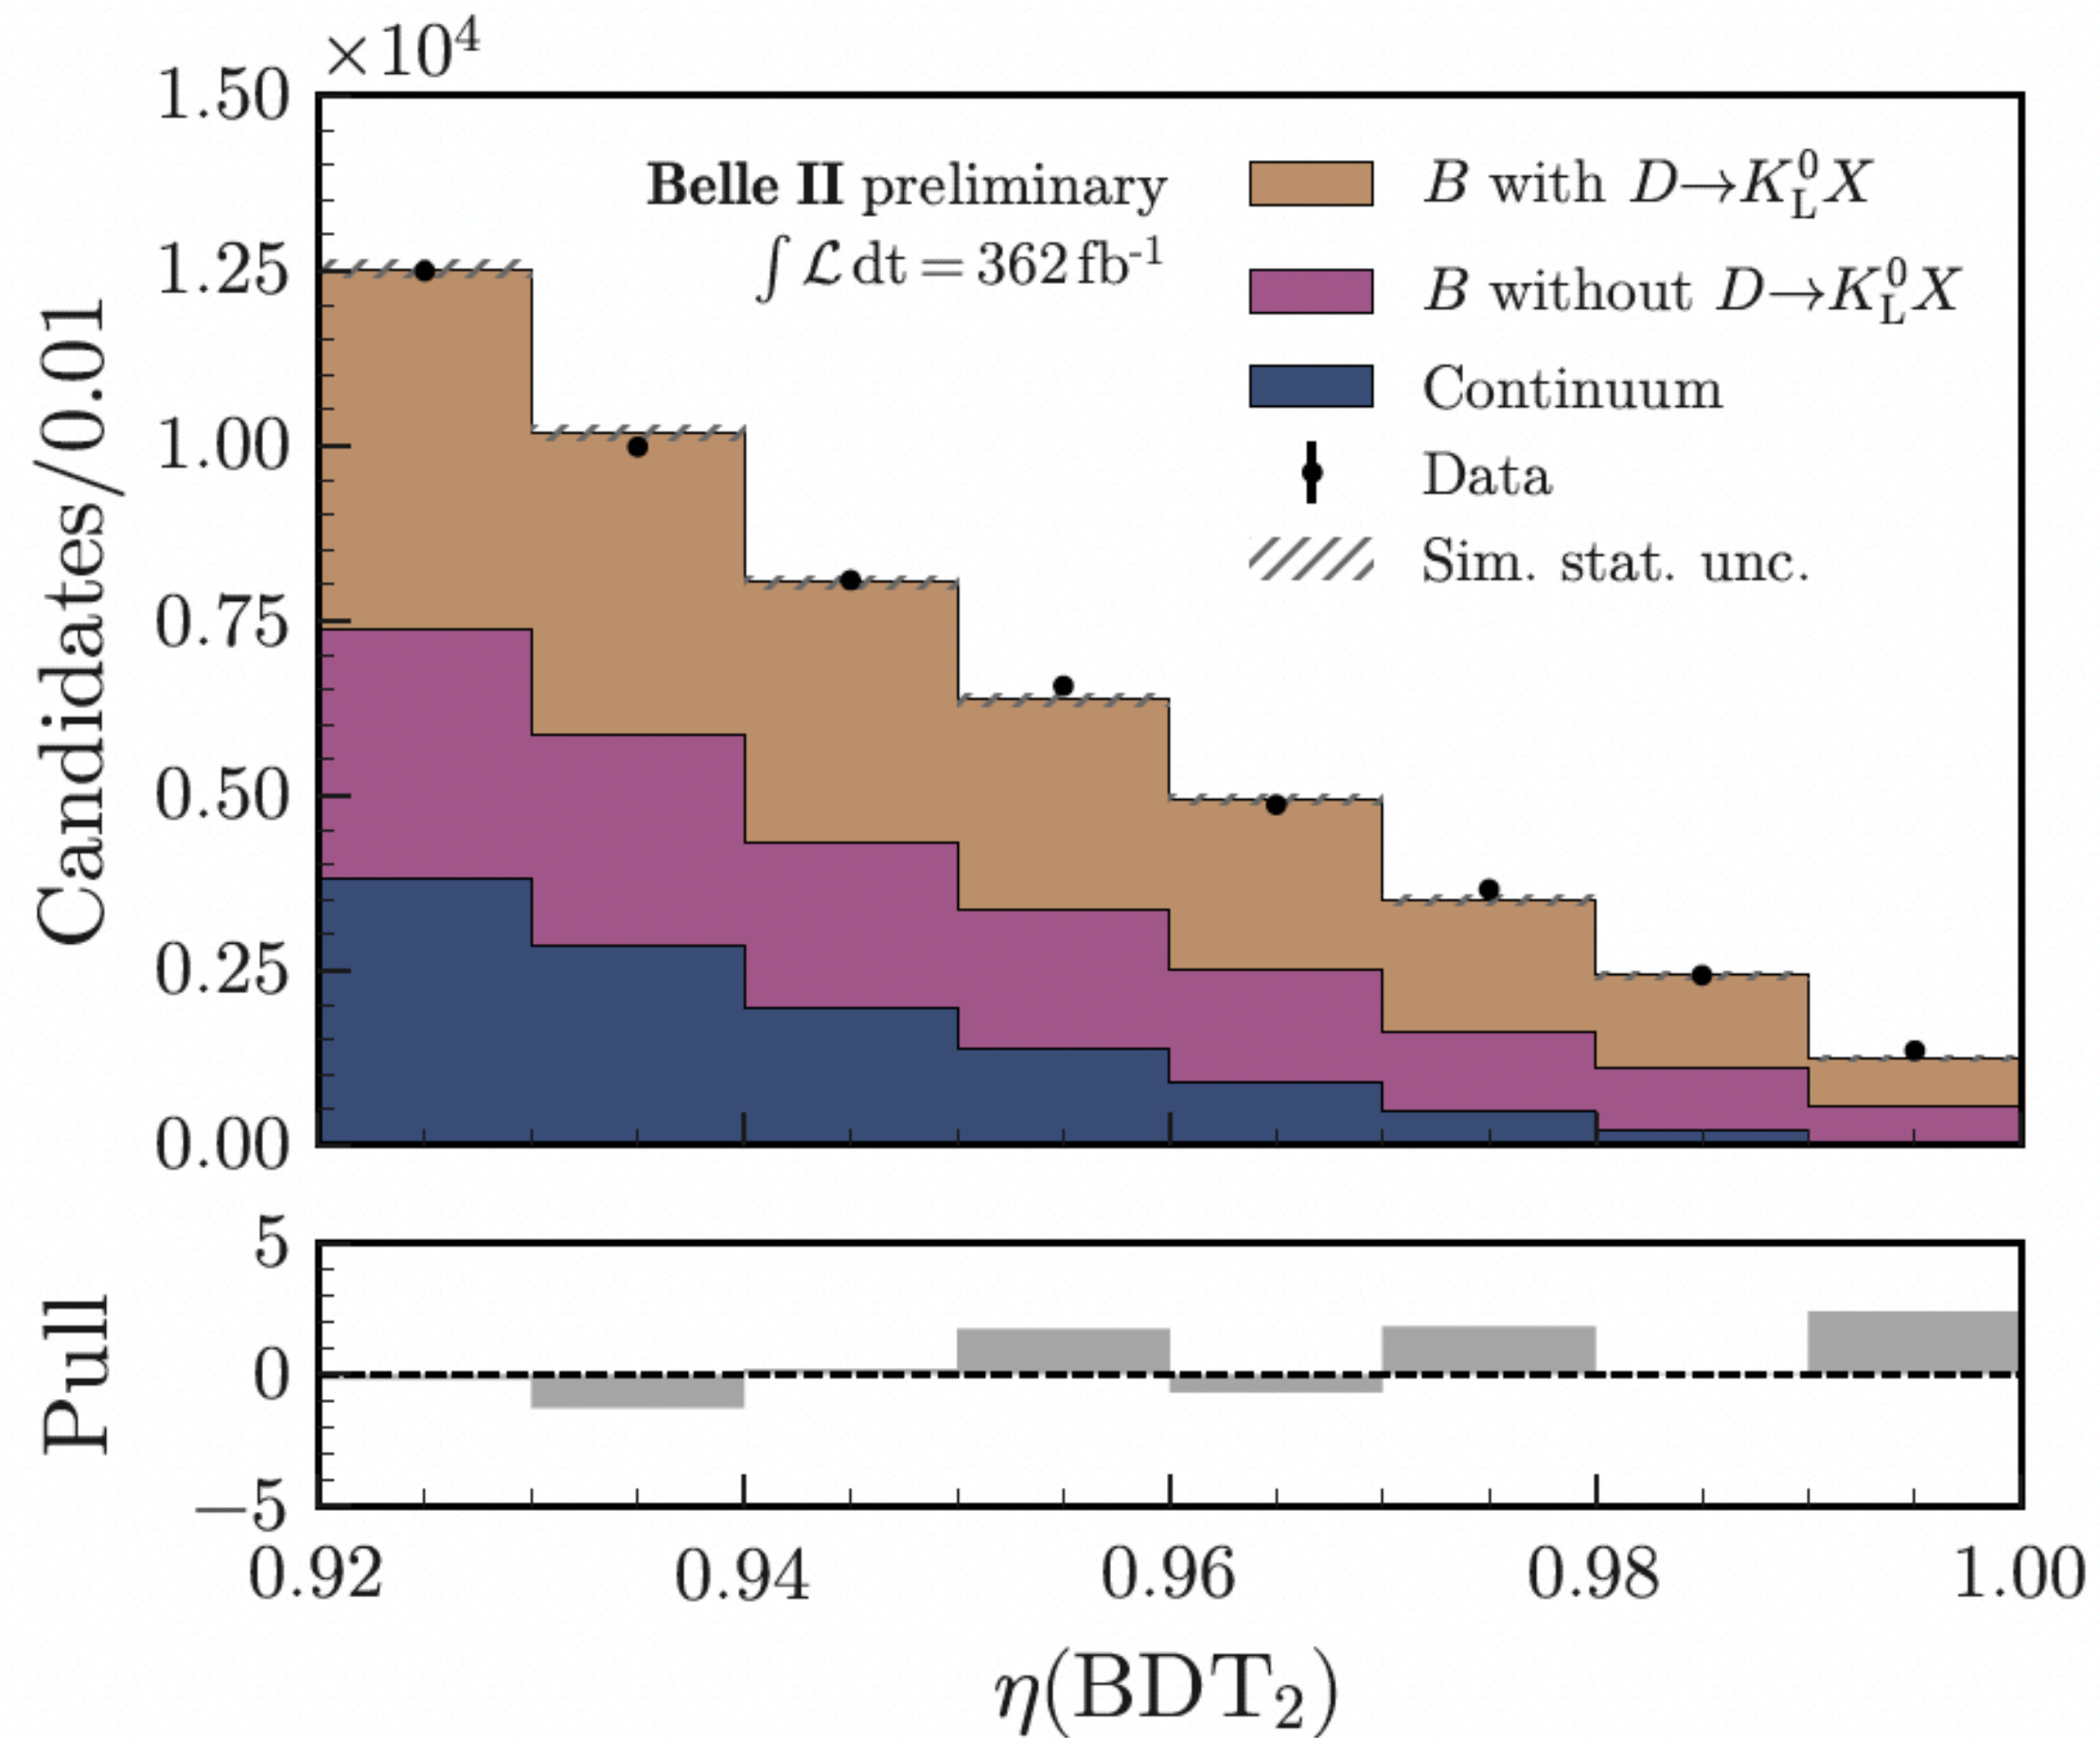 ×10⁴
1.50
1.25
1.00
0.75
0.50
0.25
0.00
Candidates/0.01
Belle II preliminary
∫ 𝓛 dt = 362 fb⁻¹
B with D→K⁰_L X
B without D→K⁰_L X
Continuum
Data
Sim. stat. unc.
5
0
−5
Pull
0.92 0.94 0.96 0.98 1.00
η(BDT₂)